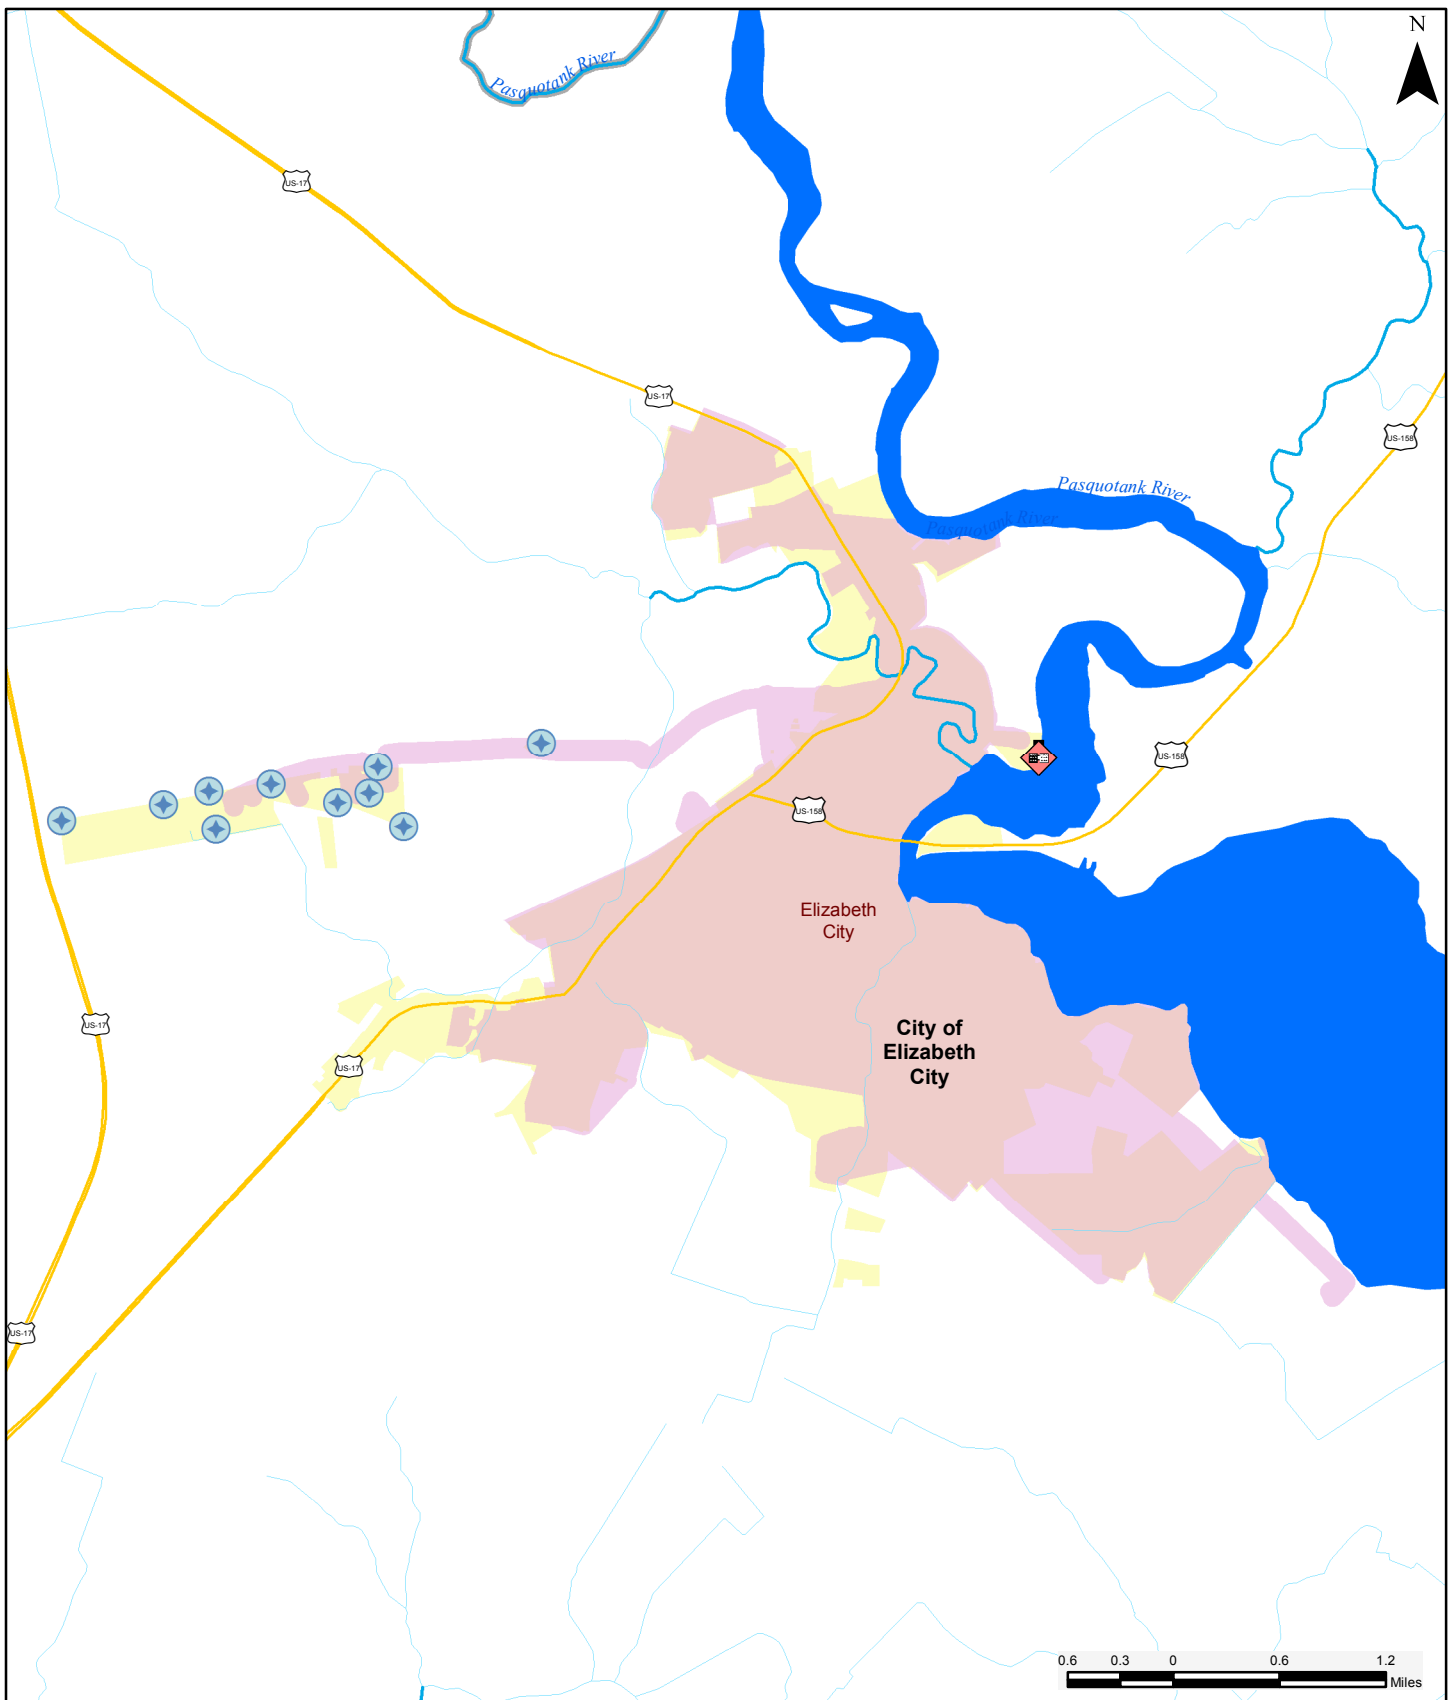 N
Pasquotank River
US-17
US-17
US-158
Pasquotank River
Pasquotank River
US-158
US-158
Elizabeth
City
City of
Elizabeth
City
US-17
US-17
US-17
0.6 0.3 0 0.6 1.2
Miles